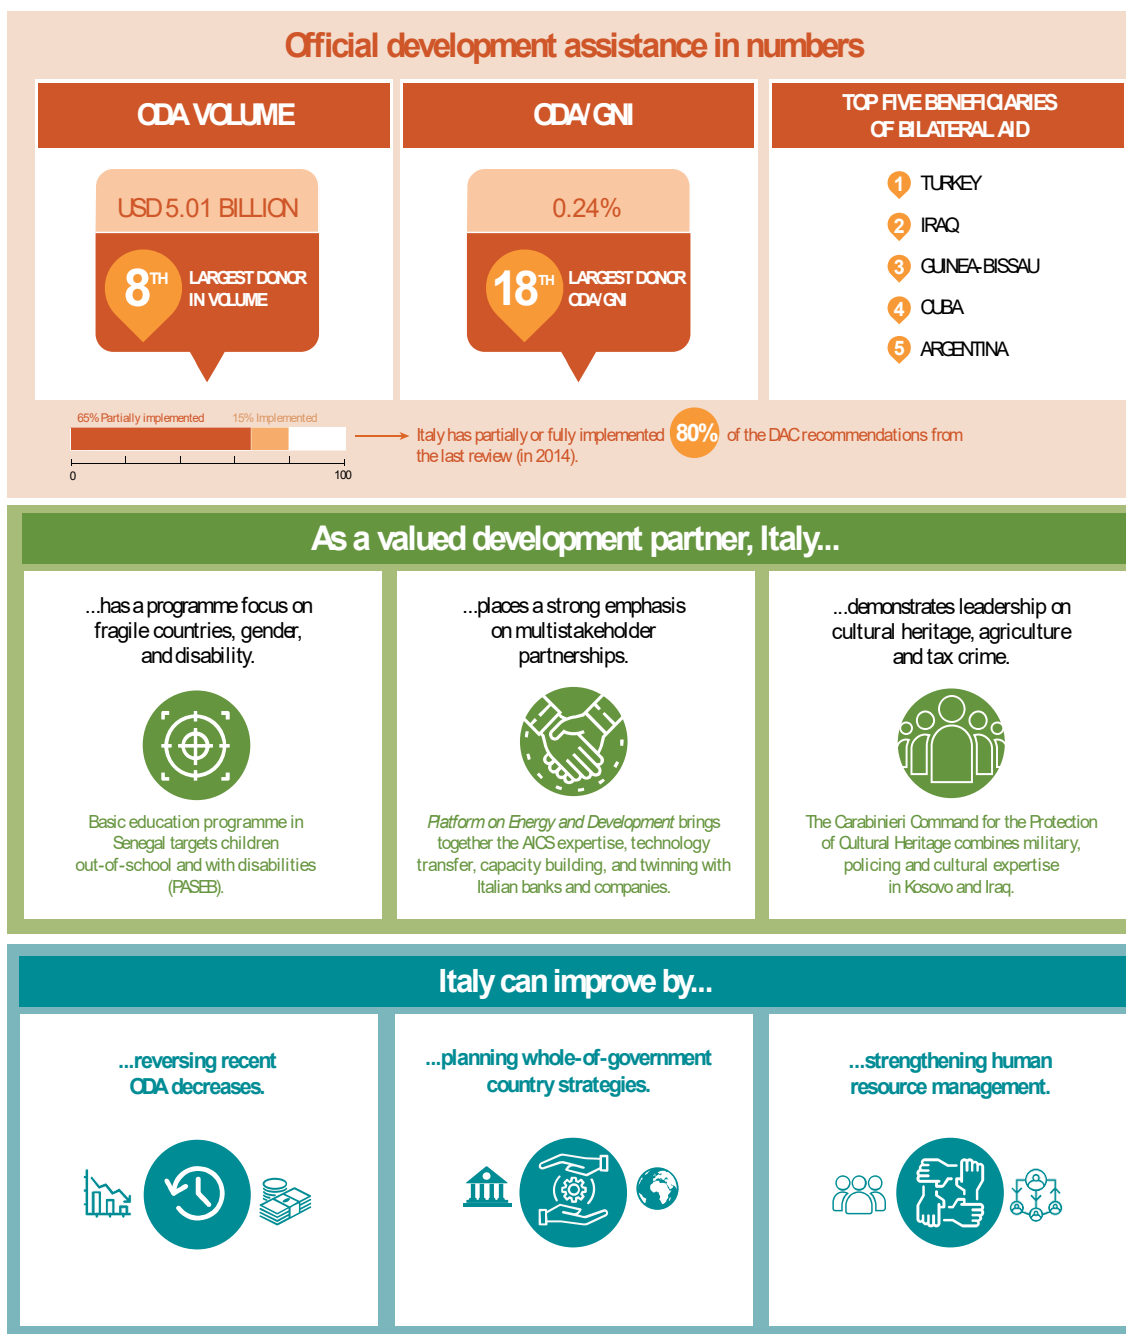 Official development assistance in numbers
ODA VOLUME
USD 5.01 BILLION
8TH
LARGEST DONOR
IN VOLUME
ODA/ GNI
0.24%
18TH
LARGEST DONOR
ODA/ GNI
TOP FIVE BENEFICIARIES
OF BILATERAL AID
1 TURKEY
2 IRAQ
3 GUINEA-BISSAU
4 CUBA
5 ARGENTINA
65% Partially implemented
15% Implemented
0
100
Italy has partially or fully implemented 80% of the DAC recommendations from
the last review (in 2014).
As a valued development partner, Italy...
...has a programme focus on
fragile countries, gender,
and disability.
Basic education programme in
Senegal targets children
out-of-school and with disabilities
(PASEB).
...places a strong emphasis
on multistakeholder
partnerships.
Platform on Energy and Development brings
together the AICS expertise, technology
transfer, capacity building, and twinning with
Italian banks and companies.
...demonstrates leadership on
cultural heritage, agriculture
and tax crime.
The Carabinieri Command for the Protection
of Cultural Heritage combines military,
policing and cultural expertise
in Kosovo and Iraq.
Italy can improve by...
...reversing recent
ODA decreases.
...planning whole-of-government
country strategies.
...strengthening human
resource management.